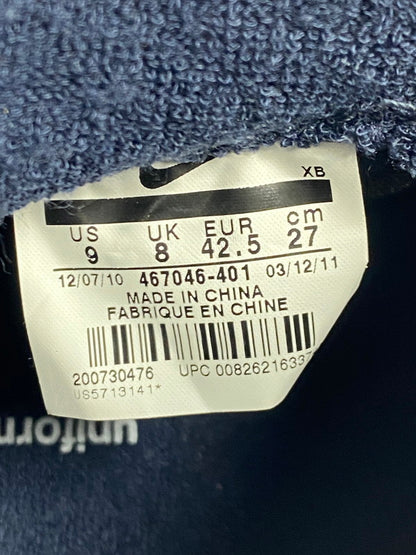 XB
US UK EUR cm
9 8 42.5 27
12/07/10 467046-401 03/12/11
MADE IN CHINA
FABRIQUE EN CHINE
200730476 UPC 00826216337
US5713141*
uniform